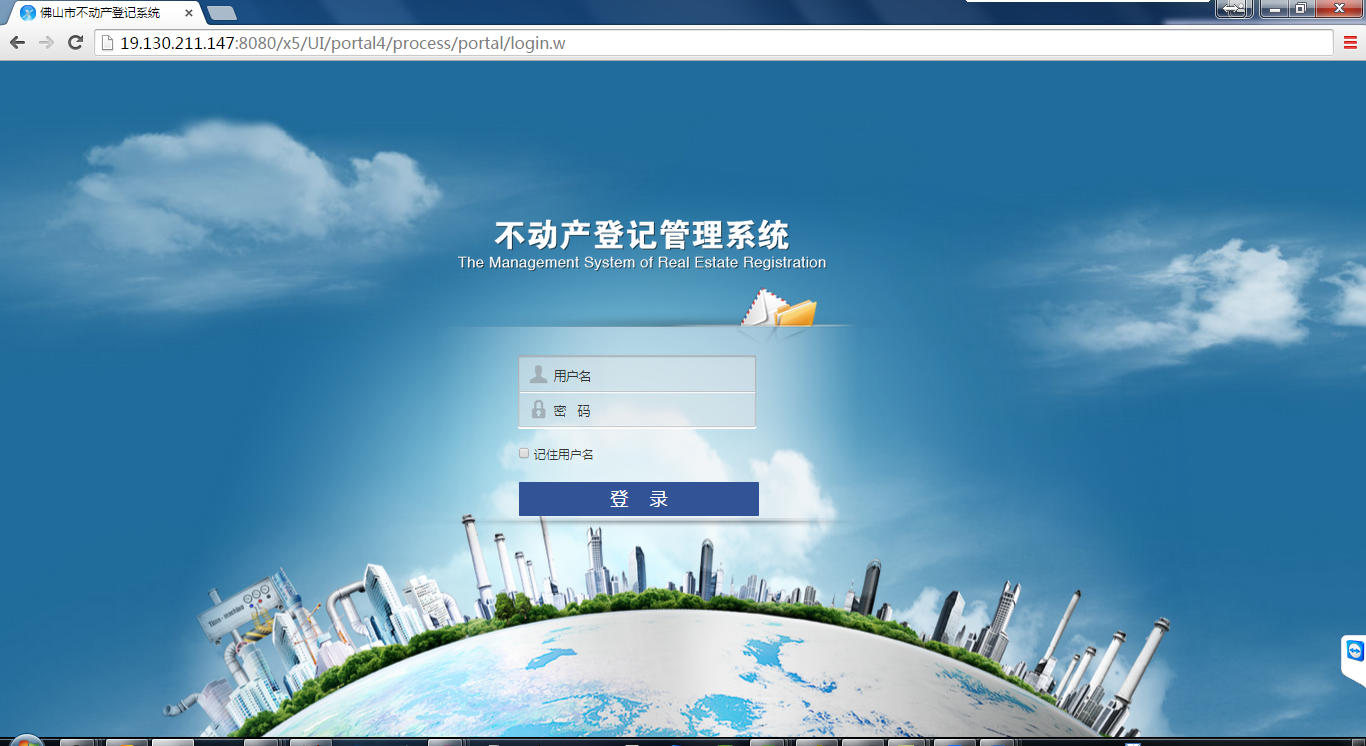 佛山市不动产登记系统
19.130.211.147:8080/x5/UI/portal4/process/portal/login.w
不动产登记管理系统
The Management System of Real Estate Registration
用户名
密 码
记住用户名
登 录